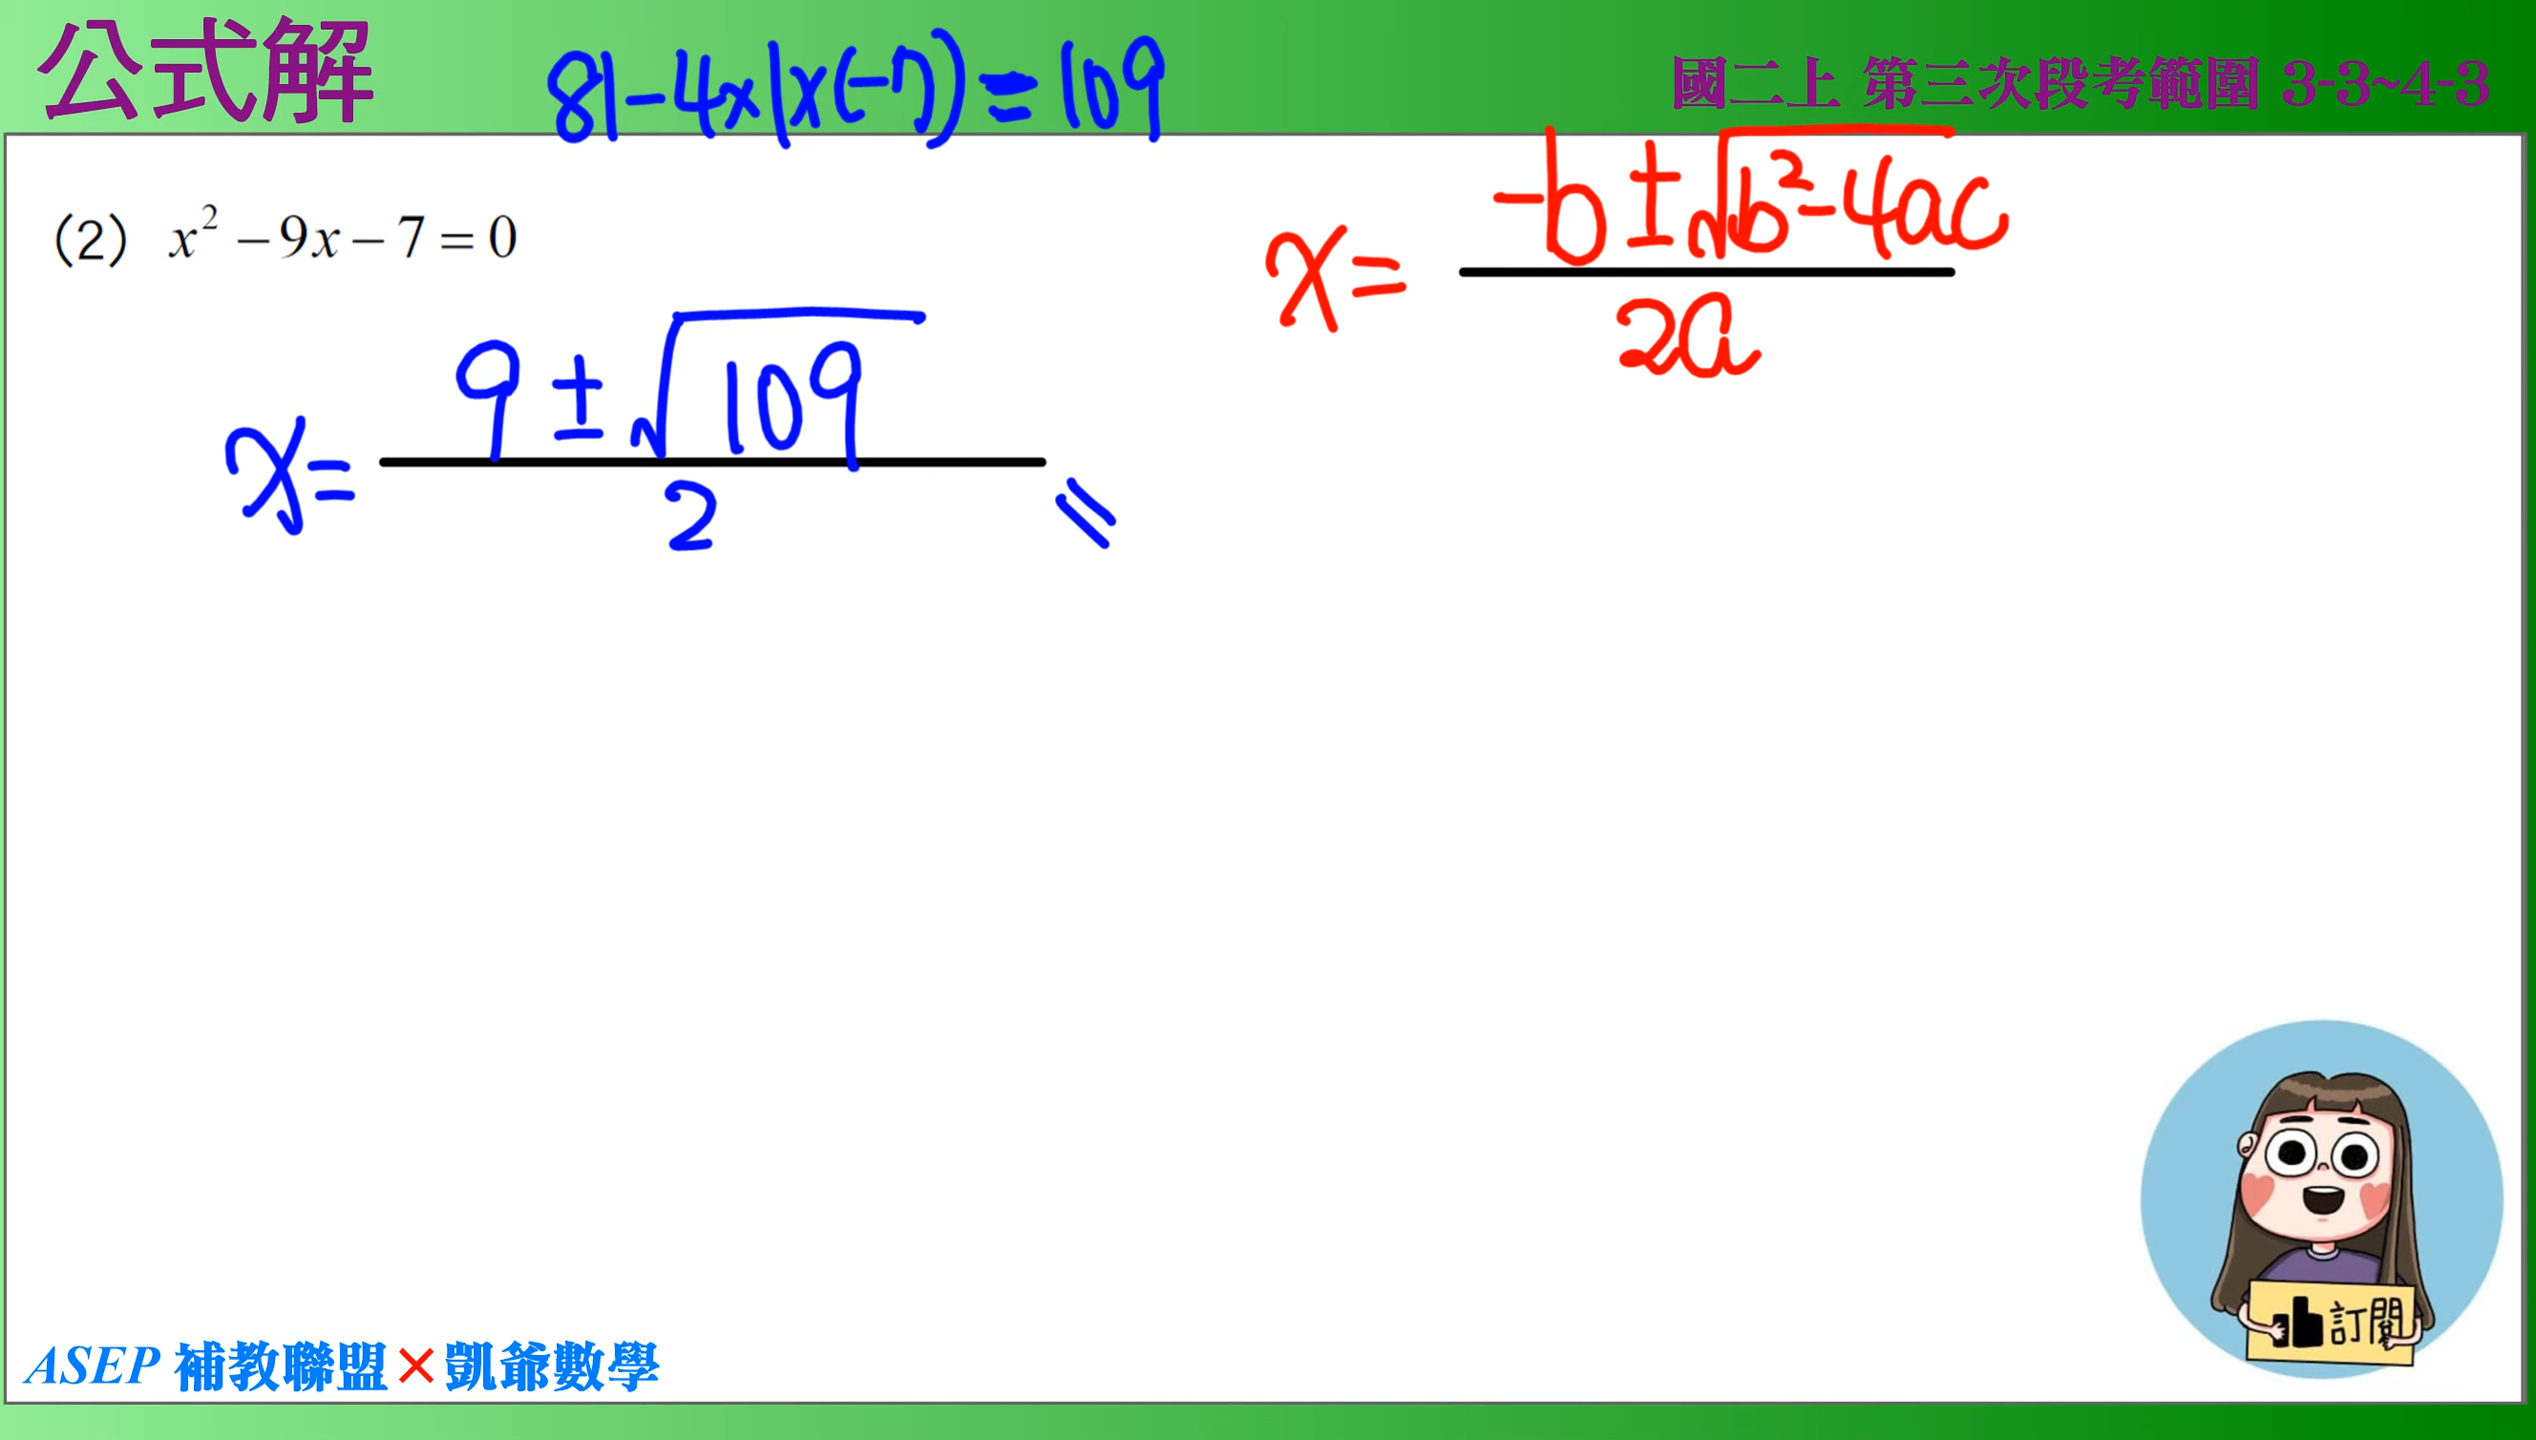 公式解
81-4x1x(-7)=109
國二上 第三次段考範圍 3-3~4-3
(2) x² − 9x − 7 = 0
x= -b±√b²-4ac / 2a
x= 9±√109 / 2
訂閱
ASEP 補教聯盟×凱爺數學